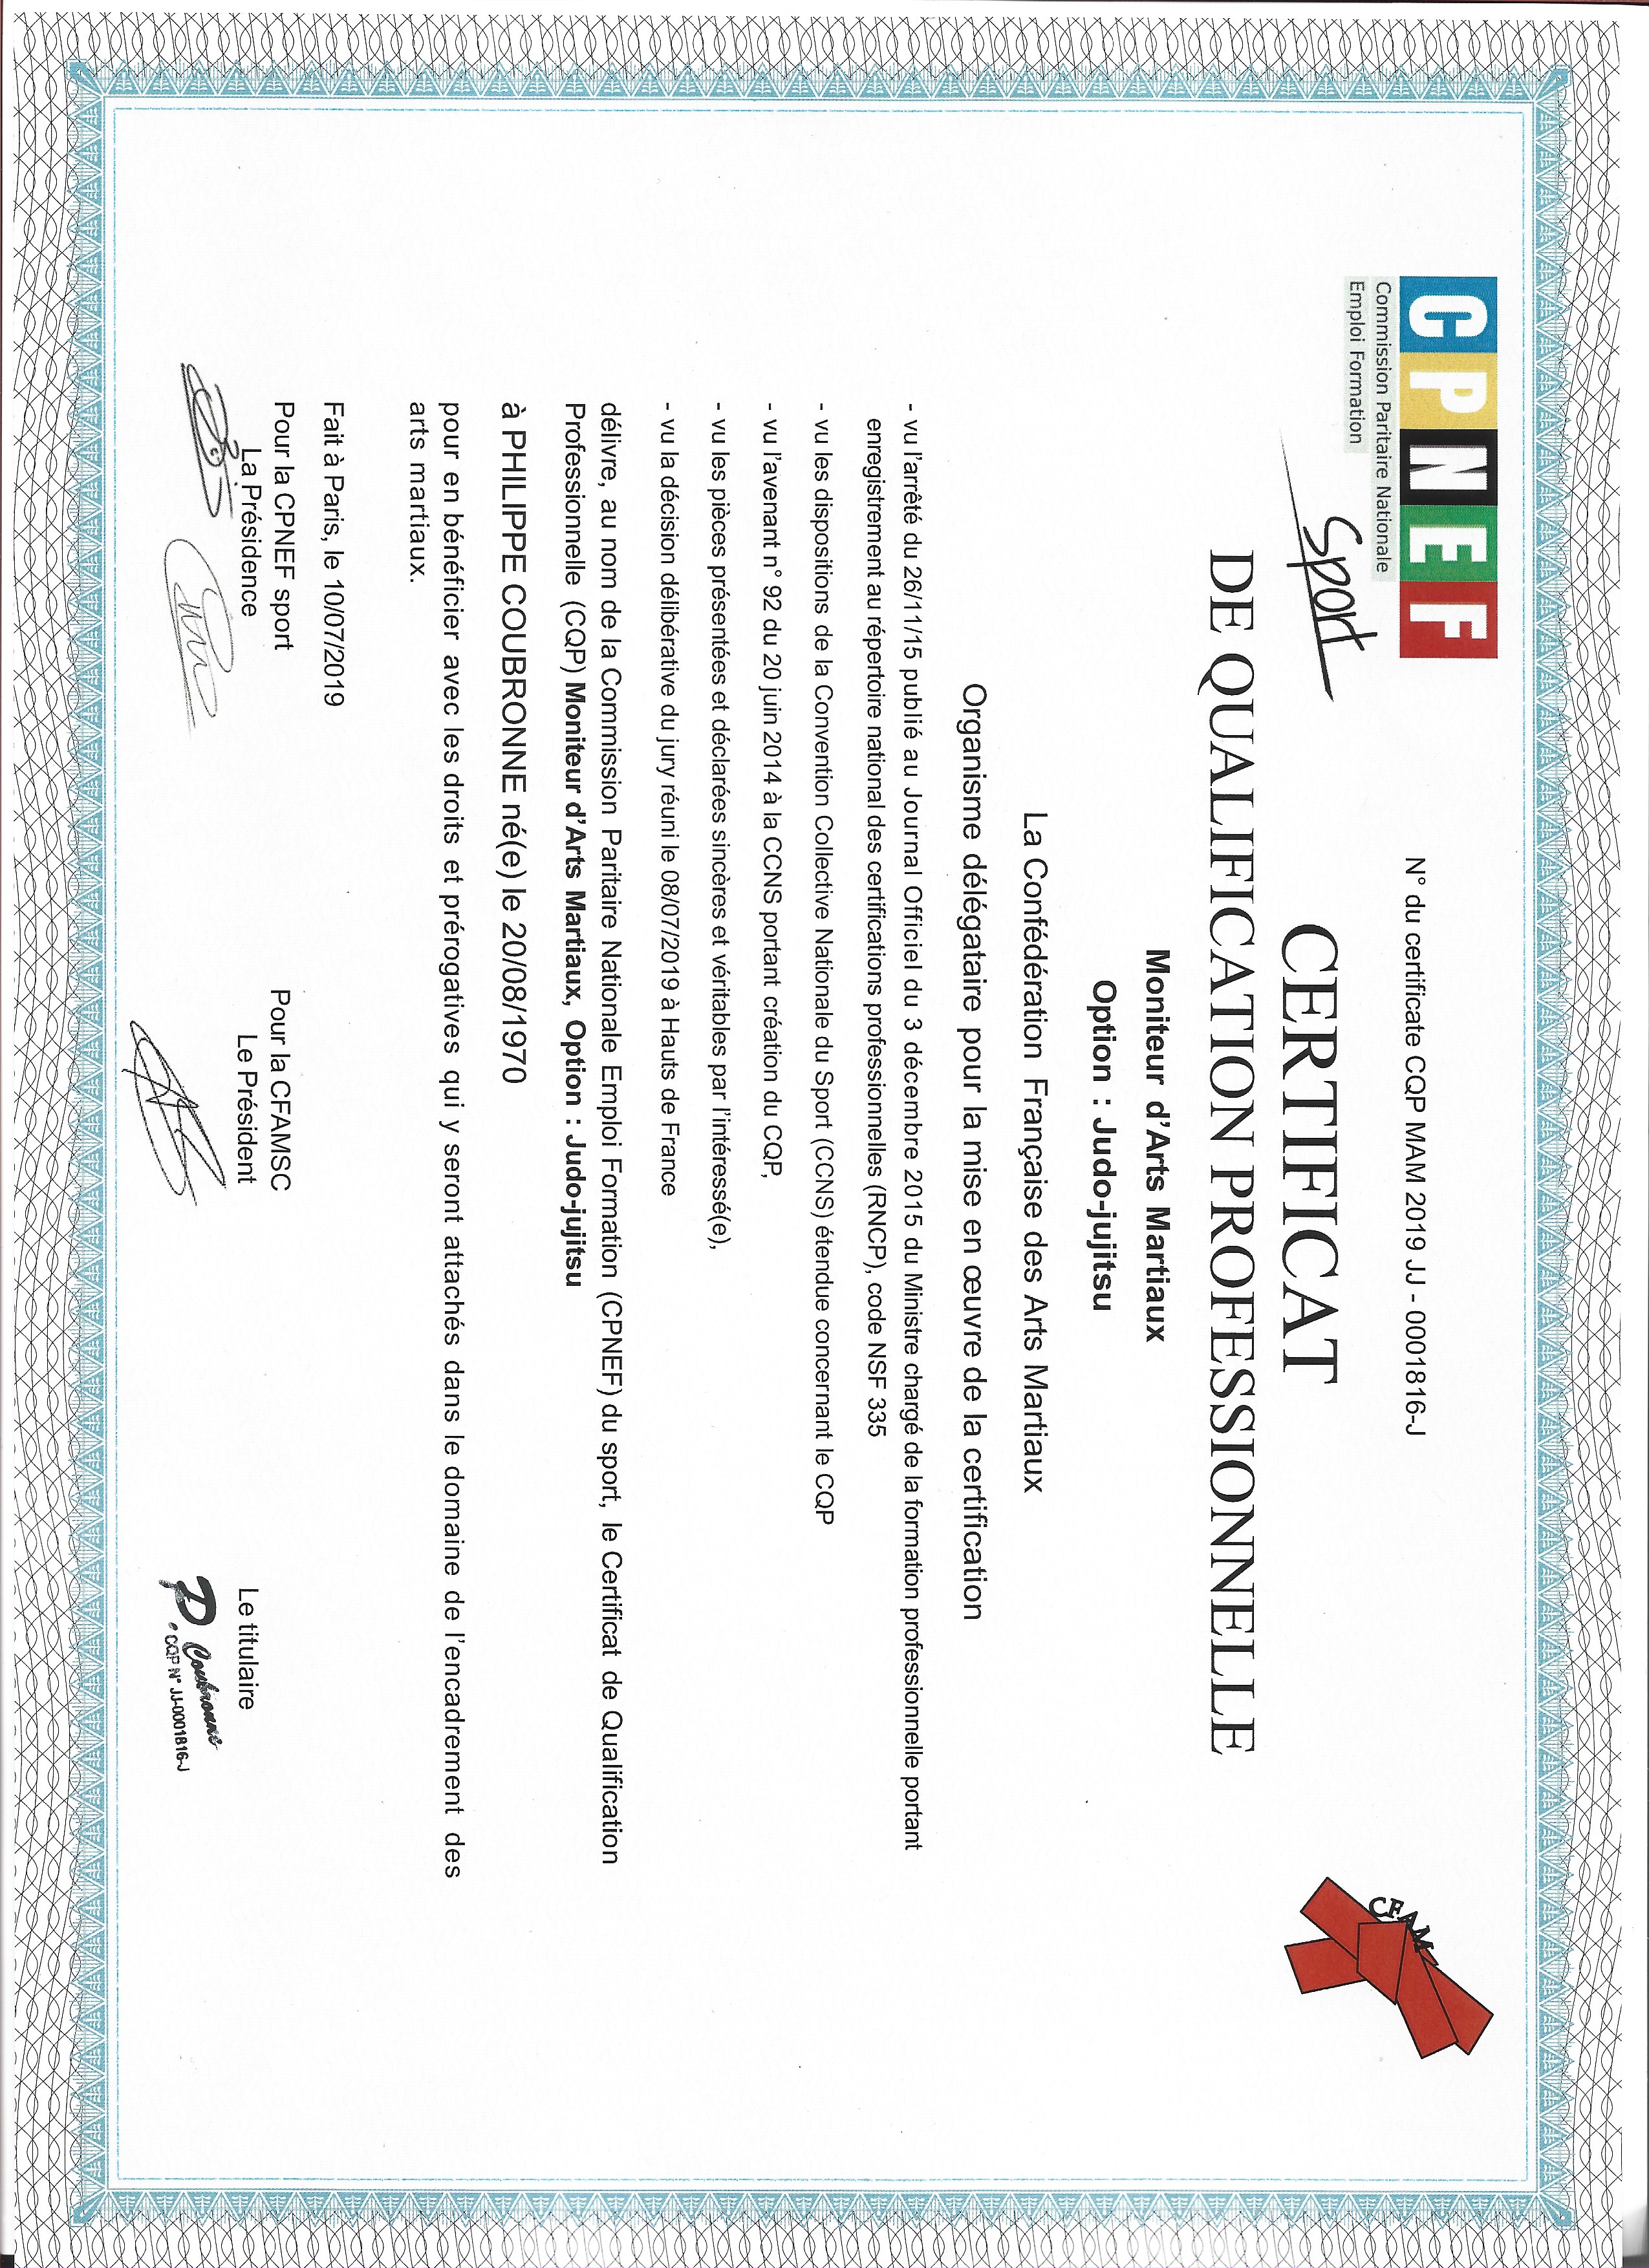 CPNEF
Commission Paritaire Nationale
Emploi Formation
Sport
CFAM
N° du certificate CQP MAM 2019 JJ - 0001816-J
CERTIFICAT
DE QUALIFICATION PROFESSIONNELLE
Moniteur d'Arts Martiaux
Option : Judo-jujitsu
La Confédération Française des Arts Martiaux
Organisme délégataire pour la mise en œuvre de la certification
- vu l'arrêté du 26/11/15 publié au Journal Officiel du 3 décembre 2015 du Ministre chargé de la formation professionnelle portant
enregistrement au répertoire national des certifications professionnelles (RNCP), code NSF 335
- vu les dispositions de la Convention Collective Nationale du Sport (CCNS) étendue concernant le CQP
- vu l'avenant n° 92 du 20 juin 2014 à la CCNS portant création du CQP,
- vu les pièces présentées et déclarées sincères et véritables par l'intéressé(e),
- vu la décision délibérative du jury réuni le 08/07/2019 à Hauts de France
délivre, au nom de la Commission Paritaire Nationale Emploi Formation (CPNEF) du sport, le Certificat de Qualification
Professionnelle (CQP) Moniteur d'Arts Martiaux, Option : Judo-jujitsu
à PHILIPPE COUBRONNE né(e) le 20/08/1970
pour en bénéficier avec les droits et prérogatives qui y seront attachés dans le domaine de l'encadrement des
arts martiaux.
Fait à Paris, le 10/07/2019
Pour la CPNEF sport
La Présidence
Pour la CFAMSC
Le Président
Le titulaire
P Coubronne
CQP N° JJ-0001816-J